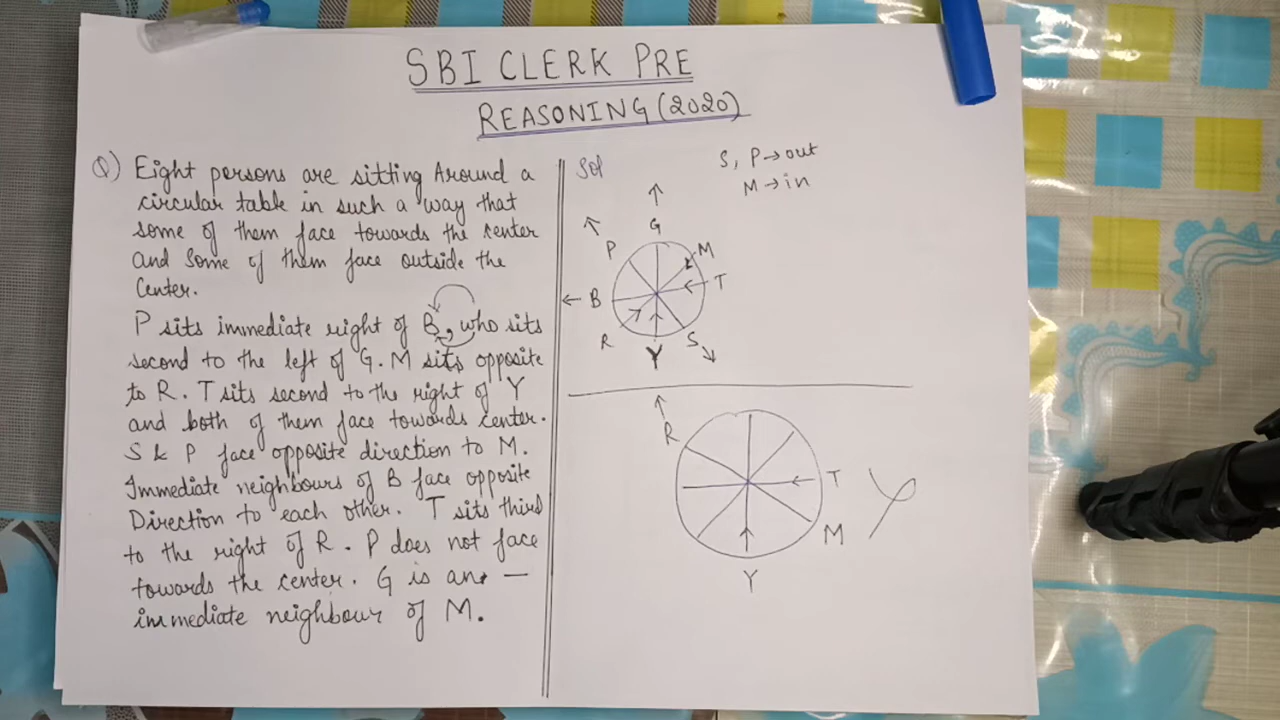 SBI CLERK PRE
REASONING (2020)
Q) Eight persons are sitting Around a
circular table in such a way that
some of them face towards the center
and some of them face outside the
Center.
P sits immediate right of B, who sits
second to the left of G. M sits opposite
to R. T sits second to the right of Y
and both of them face towards center.
S & P face opposite direction to M.
Immediate neighbours of B face opposite
Direction to each other. T sits third
to the right of R. P does not face
towards the center. G is an —
immediate neighbour of M.
Sol
S, P→out
M→in
G
P
M
B
T
R
Y
S
R
T
M
Y